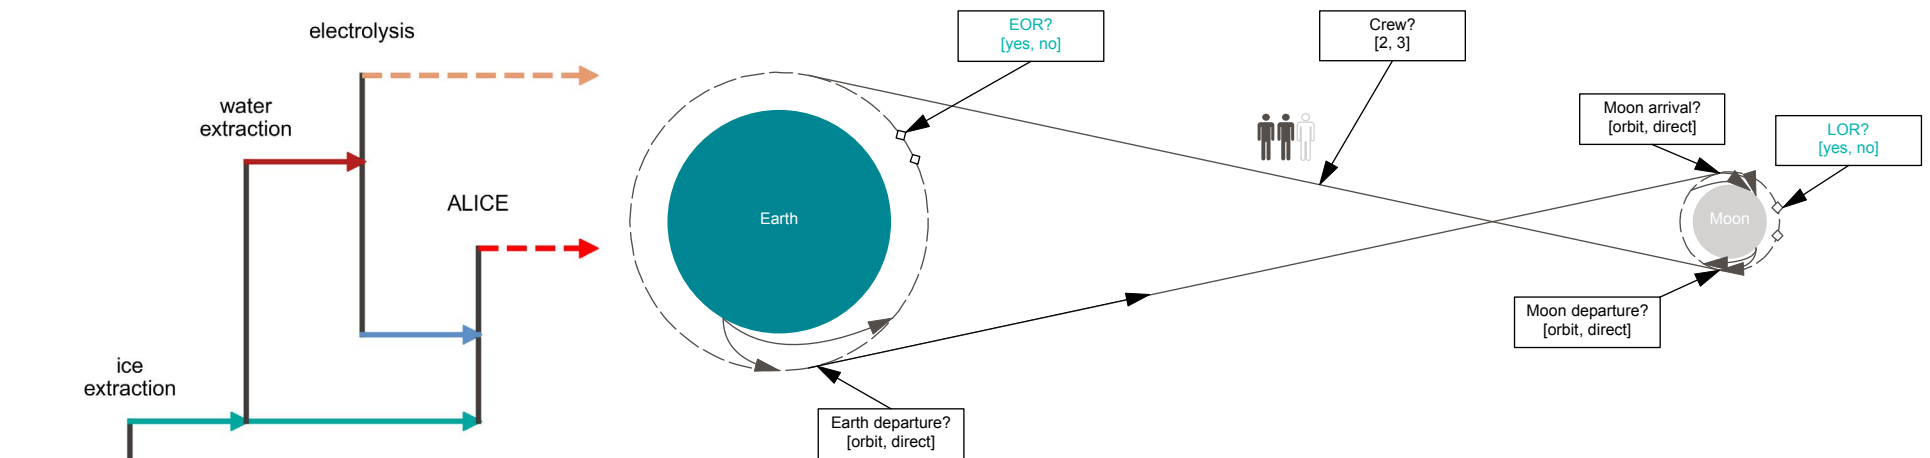 electrolysis
water
extraction
ALICE
ice
extraction
EOR?
[yes, no]
Crew?
[2, 3]
Moon arrival?
[orbit, direct]
LOR?
[yes, no]
Earth
Moon
Moon departure?
[orbit, direct]
Earth departure?
[orbit, direct]